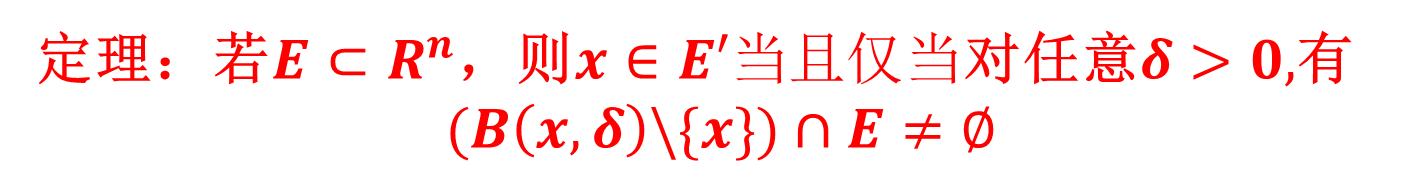 定理：若E ⊂ Rⁿ，则x ∈ E′当且仅当对任意δ > 0,有
(B(x, δ)\{x}) ∩ E ≠ ∅